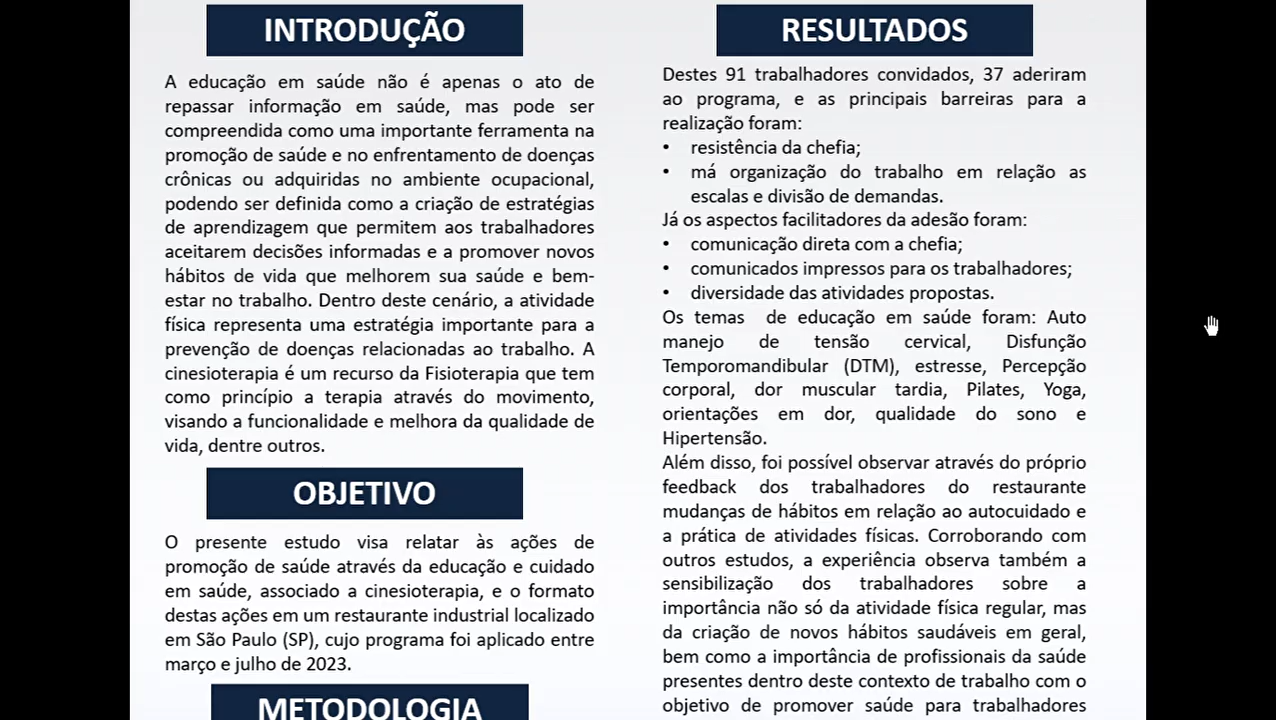 INTRODUÇÃO
A educação em saúde não é apenas o ato de
repassar informação em saúde, mas pode ser
compreendida como uma importante ferramenta na
promoção de saúde e no enfrentamento de doenças
crônicas ou adquiridas no ambiente ocupacional,
podendo ser definida como a criação de estratégias
de aprendizagem que permitem aos trabalhadores
aceitarem decisões informadas e a promover novos
hábitos de vida que melhorem sua saúde e bem-
estar no trabalho. Dentro deste cenário, a atividade
física representa uma estratégia importante para a
prevenção de doenças relacionadas ao trabalho. A
cinesioterapia é um recurso da Fisioterapia que tem
como princípio a terapia através do movimento,
visando a funcionalidade e melhora da qualidade de
vida, dentre outros.
OBJETIVO
O presente estudo visa relatar às ações de
promoção de saúde através da educação e cuidado
em saúde, associado a cinesioterapia, e o formato
destas ações em um restaurante industrial localizado
em São Paulo (SP), cujo programa foi aplicado entre
março e julho de 2023.
METODOLOGIA
RESULTADOS
Destes 91 trabalhadores convidados, 37 aderiram
ao programa, e as principais barreiras para a
realização foram:
• resistência da chefia;
• má organização do trabalho em relação as
escalas e divisão de demandas.
Já os aspectos facilitadores da adesão foram:
• comunicação direta com a chefia;
• comunicados impressos para os trabalhadores;
• diversidade das atividades propostas.
Os temas de educação em saúde foram: Auto
manejo de tensão cervical, Disfunção
Temporomandibular (DTM), estresse, Percepção
corporal, dor muscular tardia, Pilates, Yoga,
orientações em dor, qualidade do sono e
Hipertensão.
Além disso, foi possível observar através do próprio
feedback dos trabalhadores do restaurante
mudanças de hábitos em relação ao autocuidado e
a prática de atividades físicas. Corroborando com
outros estudos, a experiência observa também a
sensibilização dos trabalhadores sobre a
importância não só da atividade física regular, mas
da criação de novos hábitos saudáveis em geral,
bem como a importância de profissionais da saúde
presentes dentro deste contexto de trabalho com o
objetivo de promover saúde para trabalhadores